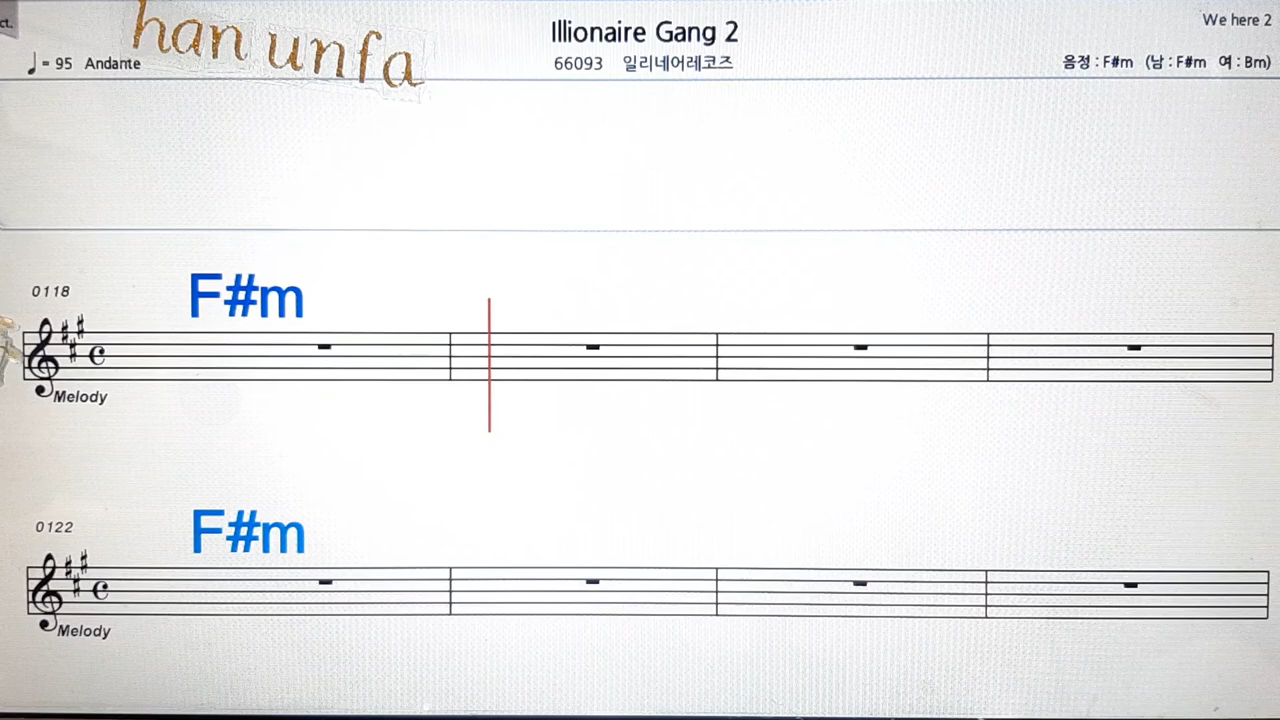 ct.
han unfa
Illionaire Gang 2
We here 2
♩= 95 Andante
66093 일리네어레코즈
음정 : F#m (남 : F#m 여 : Bm)
0118
F#m
Melody
0122
F#m
Melody